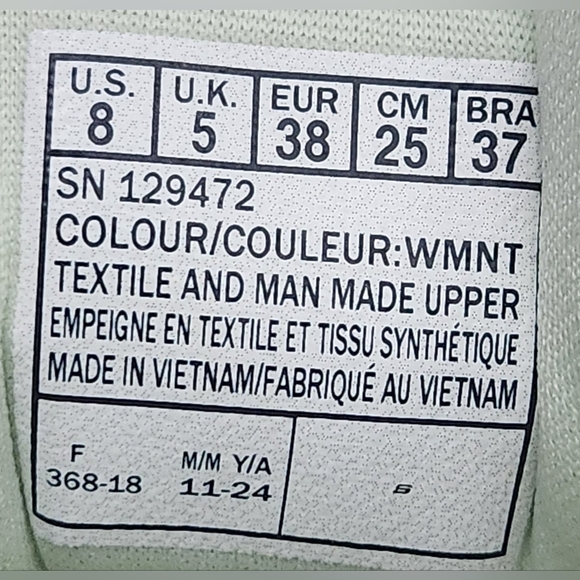 U.S. U.K. EUR CM BRA
8 5 38 25 37
SN 129472
COLOUR/COULEUR:WMNT
TEXTILE AND MAN MADE UPPER
EMPEIGNE EN TEXTILE ET TISSU SYNTHÉTIQUE
MADE IN VIETNAM/FABRIQUÉ AU VIETNAM
F M/M Y/A
368-18 11-24